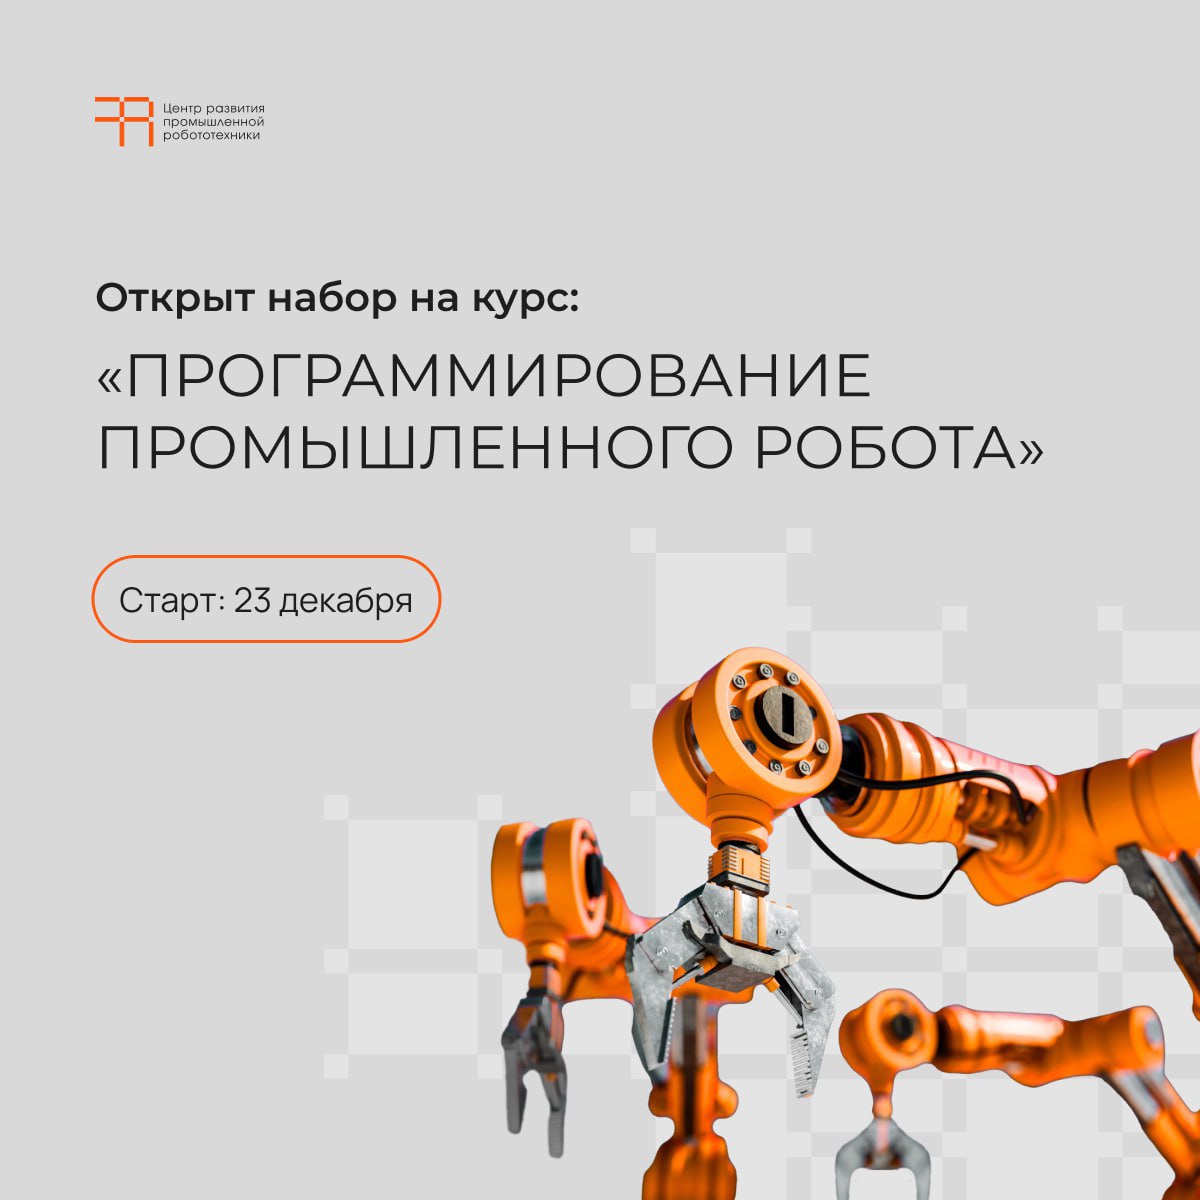 Центр развития
промышленной
робототехники
Открыт набор на курс:
«ПРОГРАММИРОВАНИЕ
ПРОМЫШЛЕННОГО РОБОТА»
Старт: 23 декабря